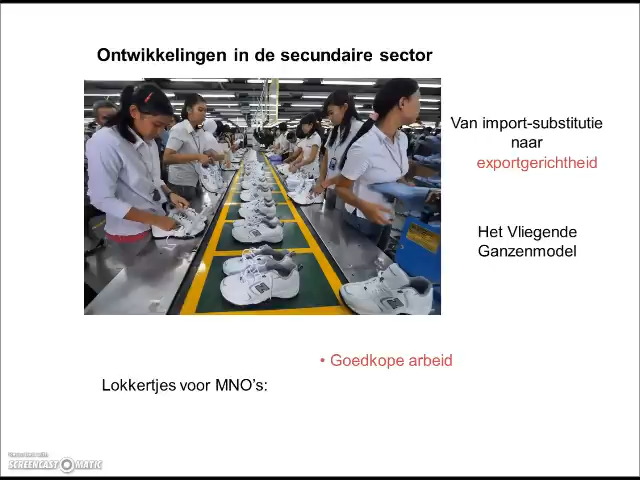 Ontwikkelingen in de secundaire sector
Van import-substitutie
naar
exportgerichtheid
Het Vliegende
Ganzenmodel
• Goedkope arbeid
Lokkertjes voor MNO's:
SCREENCAST-O-MATIC